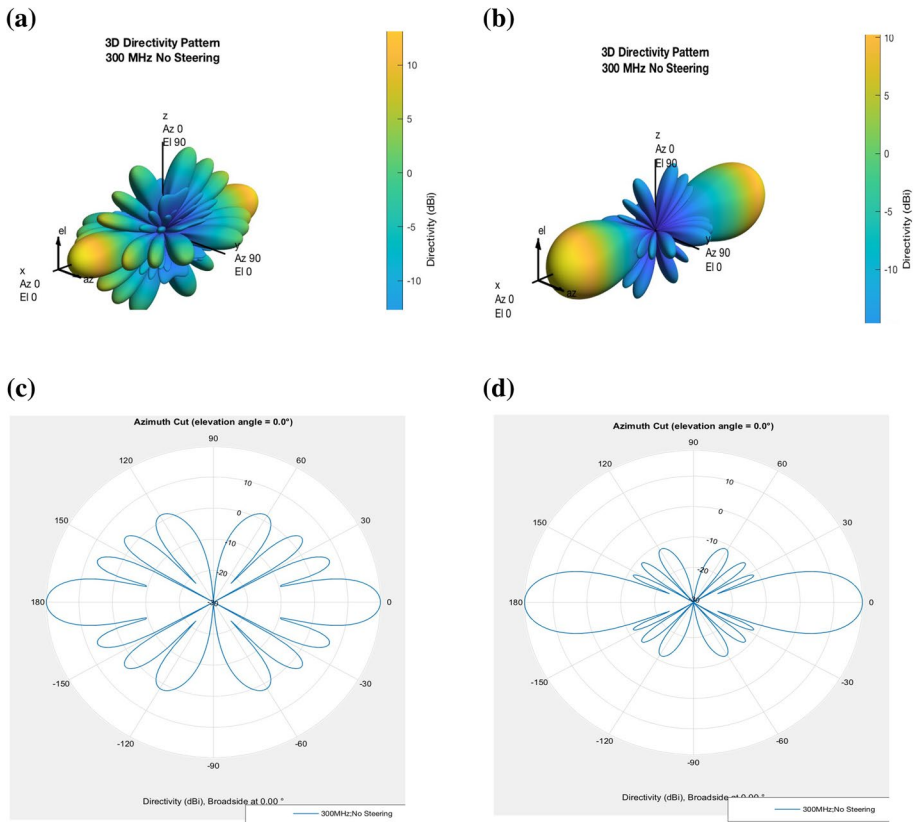 (a)
3D Directivity Pattern
300 MHz No Steering
z
Az 0
El 90
el
x
Az 0
El 0
az
y
Az 90
El 0
10
5
0
-5
-10
Directivity (dBi)
(b)
3D Directivity Pattern
300 MHz No Steering
z
Az 0
El 90
el
x
Az 0
El 0
az
y
Az 90
El 0
10
5
0
-5
-10
Directivity (dBi)
(c)
Azimuth Cut (elevation angle = 0.0°)
90
120
60
10
150
30
0
-10
-20
-30
180
0
-150
-30
-120
-60
-90
Directivity (dBi), Broadside at 0.00 °
300MHz;No Steering
(d)
Azimuth Cut (elevation angle = 0.0°)
90
120
60
10
150
30
0
-10
-20
180
0
-150
-30
-120
-60
-90
Directivity (dBi), Broadside at 0.00 °
300MHz;No Steering